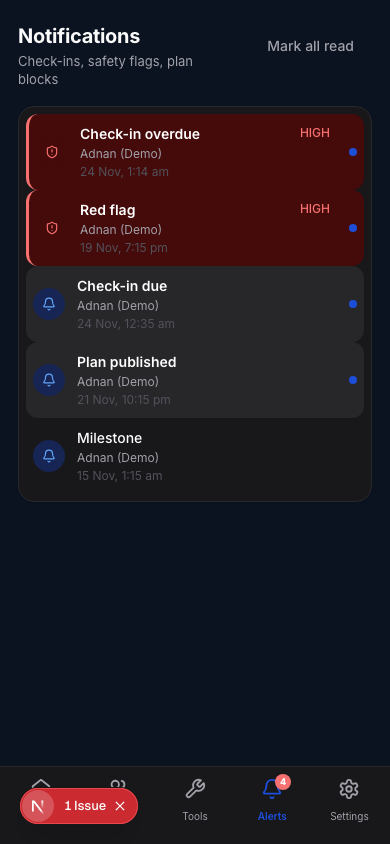 Notifications
Mark all read
Check-ins, safety flags, plan
blocks
Check-in overdue
HIGH
Adnan (Demo)
24 Nov, 1:14 am
Red flag
HIGH
Adnan (Demo)
19 Nov, 7:15 pm
Check-in due
Adnan (Demo)
24 Nov, 12:35 am
Plan published
Adnan (Demo)
21 Nov, 10:15 pm
Milestone
Adnan (Demo)
15 Nov, 1:15 am
4
N 1 Issue
Tools
Alerts
Settings